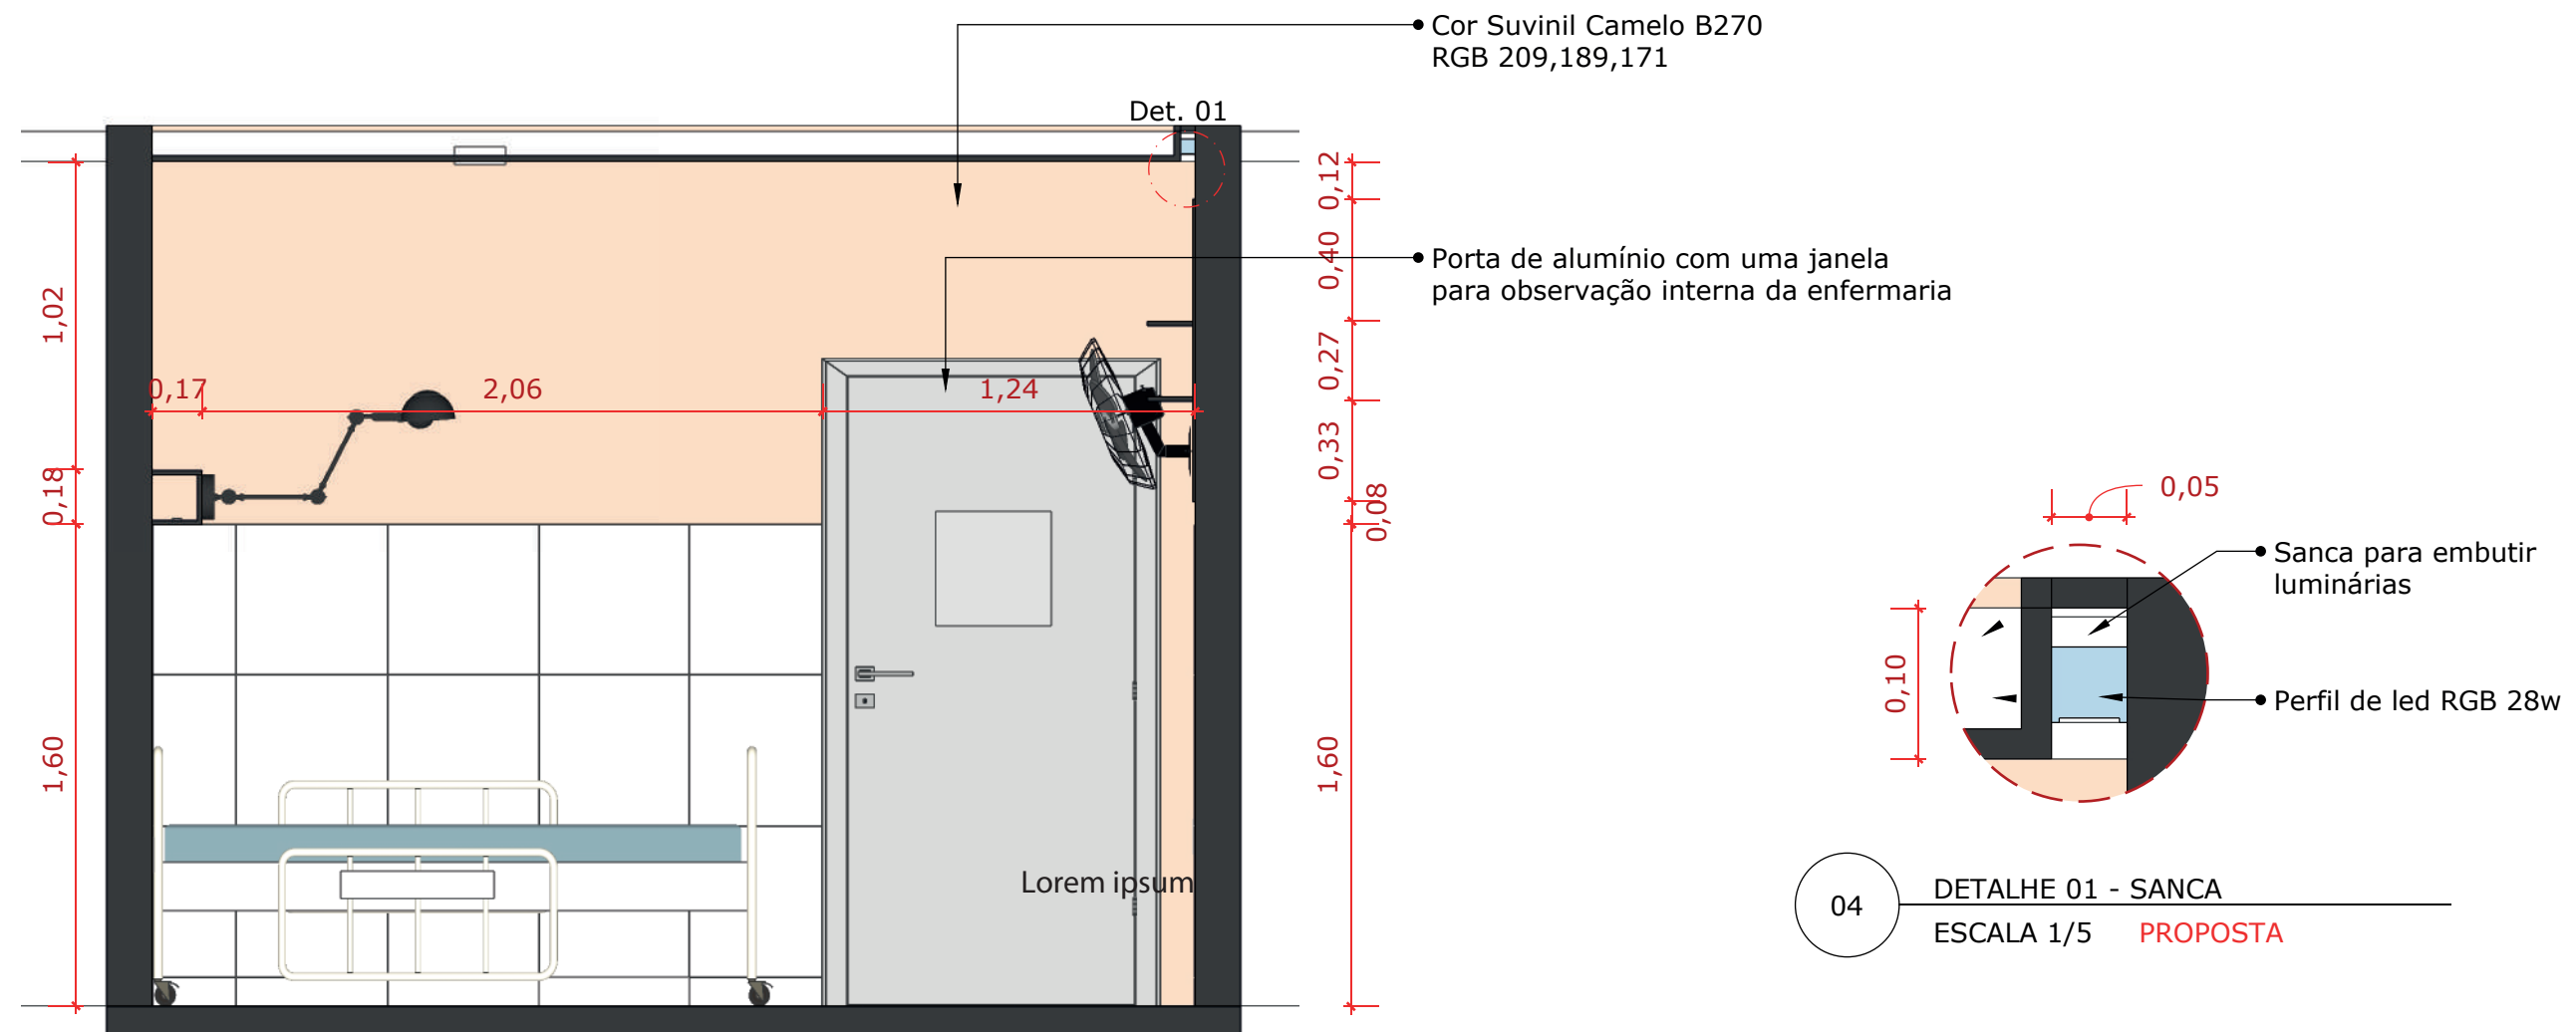 Cor Suvinil Camelo B270
RGB 209,189,171
Det. 01
0,12
0,40
Porta de alumínio com uma janela
para observação interna da enfermaria
1,02
0,27
0,17
2,06
1,24
0,33
0,18
0,08
0,05
Sanca para embutir
luminárias
0,10
Perfil de led RGB 28w
1,60
1,60
Lorem ipsum
04
DETALHE 01 - SANCA
ESCALA 1/5 PROPOSTA